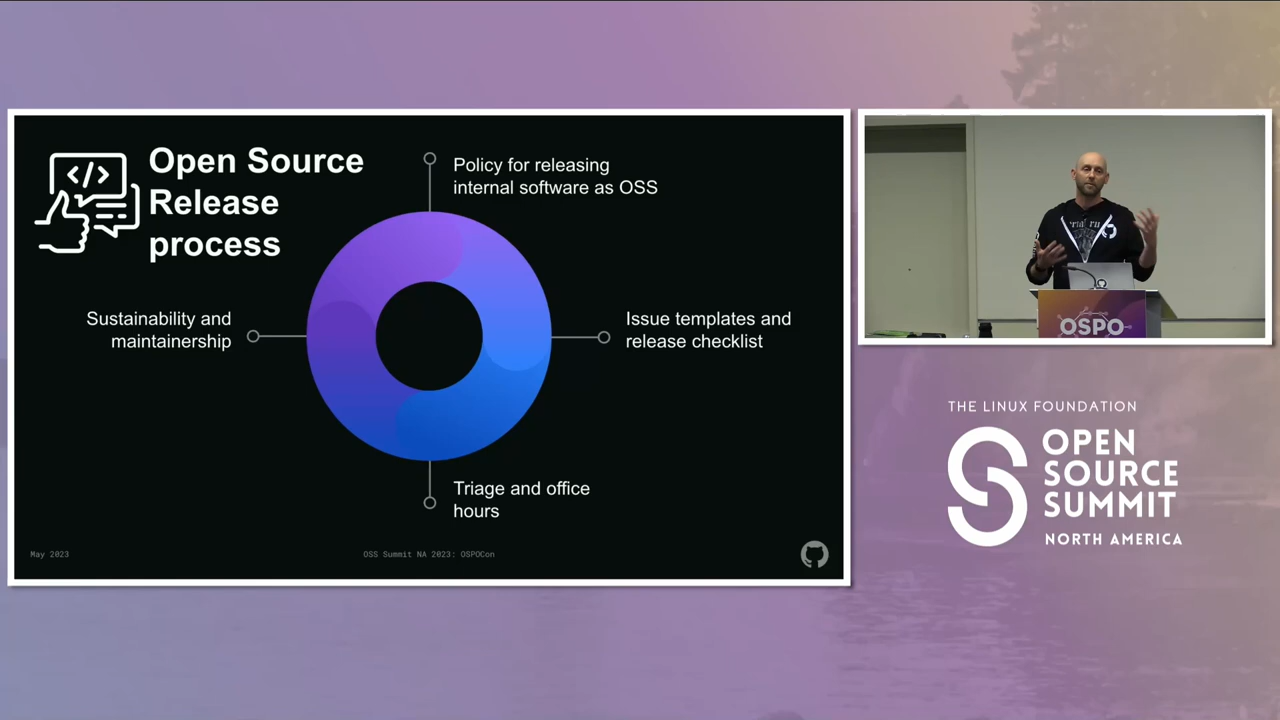 </>
Open Source
Release
process
Policy for releasing
internal software as OSS
Sustainability and
maintainership
Issue templates and
release checklist
Triage and office
hours
May 2023
OSS Summit NA 2023: OSPOCon
OSPO
THE LINUX FOUNDATION
OPEN
SOURCE
SUMMIT
NORTH AMERICA